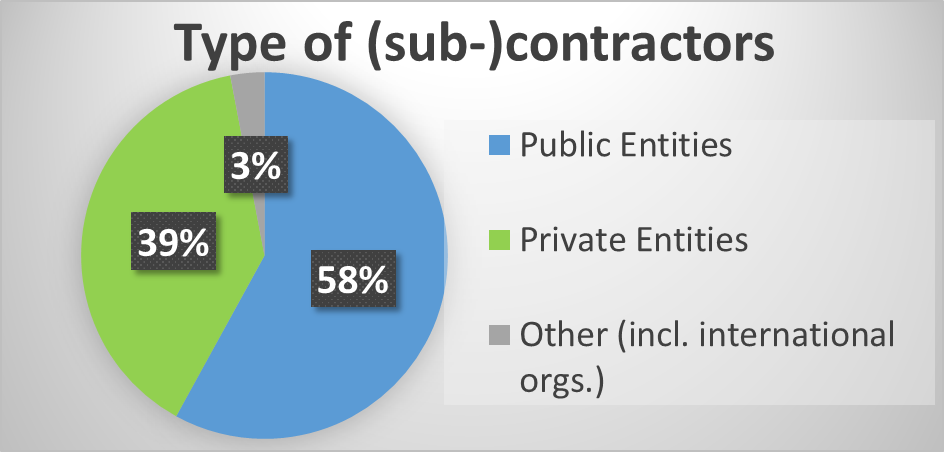 Type of (sub-)contractors
3%
39%
58%
Public Entities
Private Entities
Other (incl. international
orgs.)